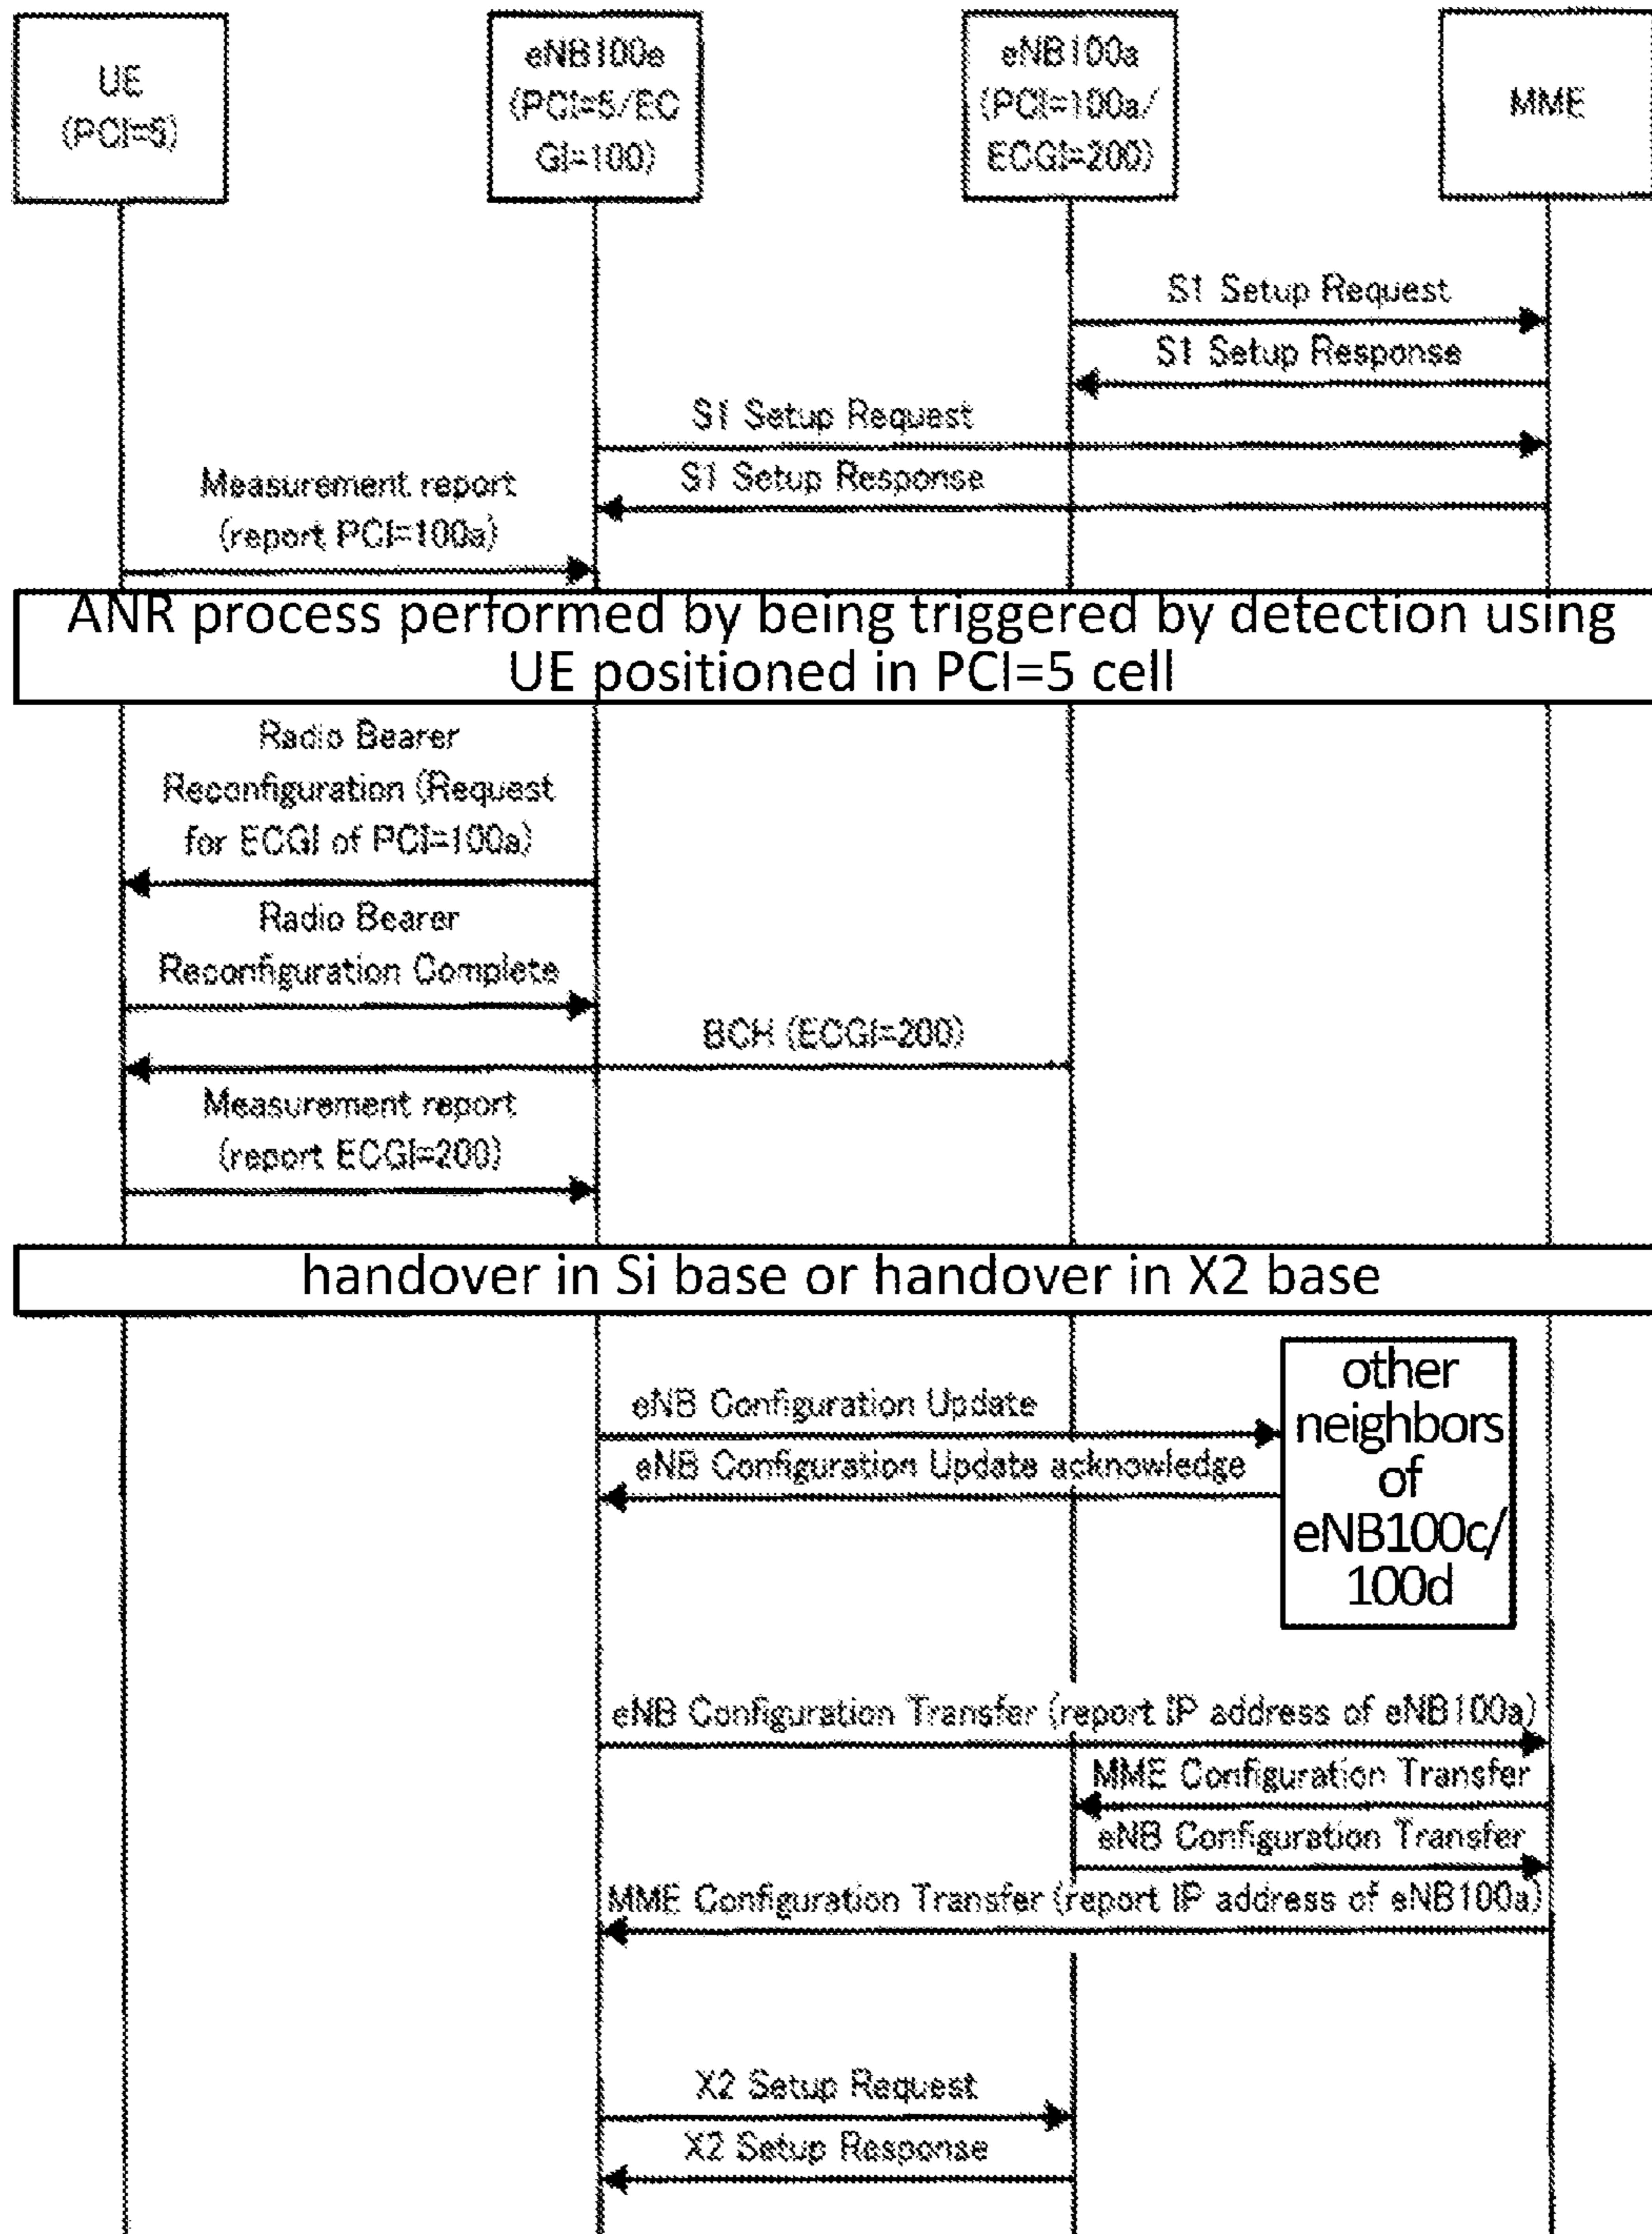 UE
(PCI=5)
eNB100e
(PCI=5/EC
GI=100)
eNB100a
(PCI=100a/
ECGI=200)
MME
S1 Setup Request
S1 Setup Response
S1 Setup Request
S1 Setup Response
Measurement report
(report PCI=100a)
ANR process performed by being triggered by detection using
UE positioned in PCI=5 cell
Radio Bearer
Reconfiguration (Request
for ECGI of PCI=100a)
Radio Bearer
Reconfiguration Complete
BCH (ECGI=200)
Measurement report
(report ECGI=200)
handover in Si base or handover in X2 base
eNB Configuration Update
eNB Configuration Update acknowledge
other
neighbors
of
eNB100c/
100d
eNB Configuration Transfer (report IP address of eNB100a)
MME Configuration Transfer
eNB Configuration Transfer
MME Configuration Transfer (report IP address of eNB100a)
X2 Setup Request
X2 Setup Response